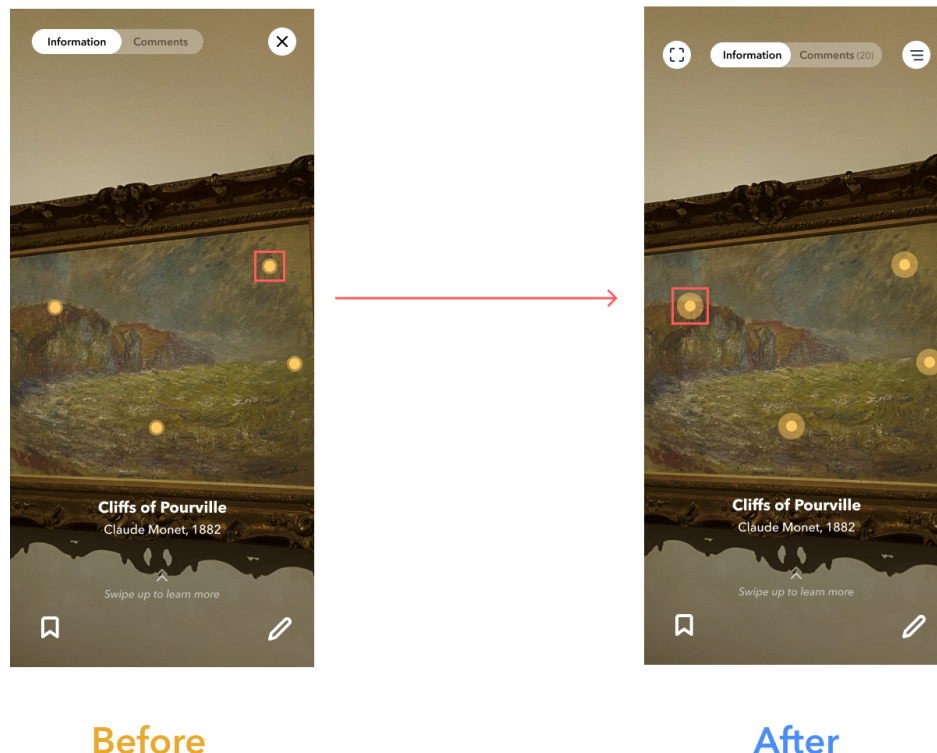 Information Comments
Cliffs of Pourville
Claude Monet, 1882
Swipe up to learn more
Before
Information Comments (20)
Cliffs of Pourville
Claude Monet, 1882
Swipe up to learn more
After